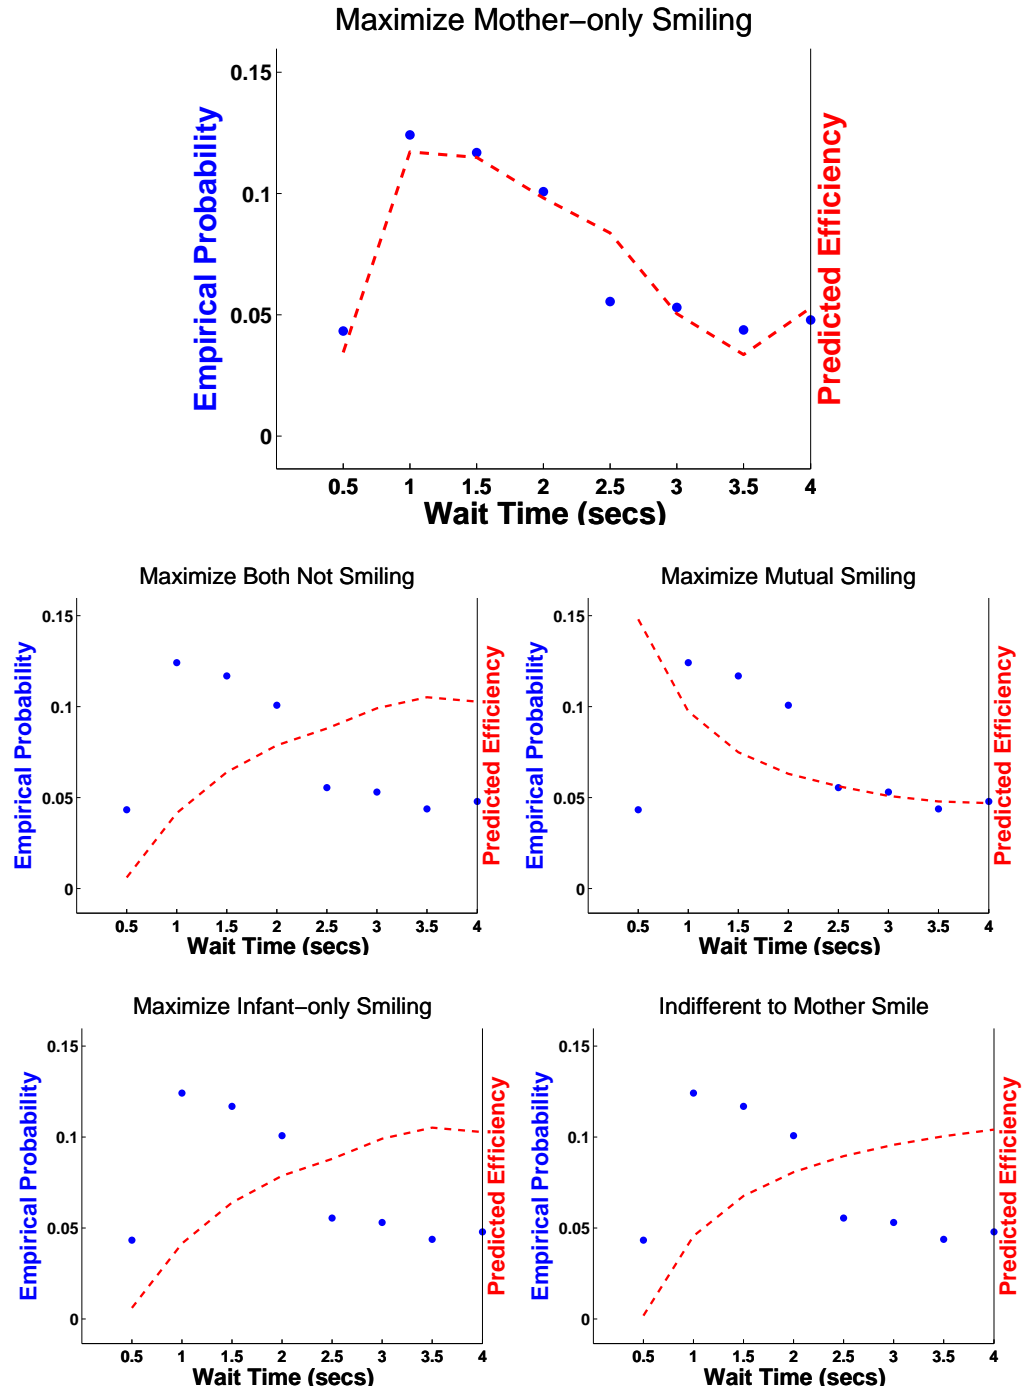 Maximize Mother−only Smiling
Empirical Probability
0.15
0.1
0.05
0
0.5 1 1.5 2 2.5 3 3.5 4
Wait Time (secs)
Predicted Efficiency
Maximize Both Not Smiling
Empirical Probability
0.15
0.1
0.05
0
0.5 1 1.5 2 2.5 3 3.5 4
Wait Time (secs)
Predicted Efficiency
Maximize Mutual Smiling
Empirical Probability
0.15
0.1
0.05
0
0.5 1 1.5 2 2.5 3 3.5 4
Wait Time (secs)
Predicted Efficiency
Maximize Infant−only Smiling
Empirical Probability
0.15
0.1
0.05
0
0.5 1 1.5 2 2.5 3 3.5 4
Wait Time (secs)
Predicted Efficiency
Indifferent to Mother Smile
Empirical Probability
0.15
0.1
0.05
0
0.5 1 1.5 2 2.5 3 3.5 4
Wait Time (secs)
Predicted Efficiency